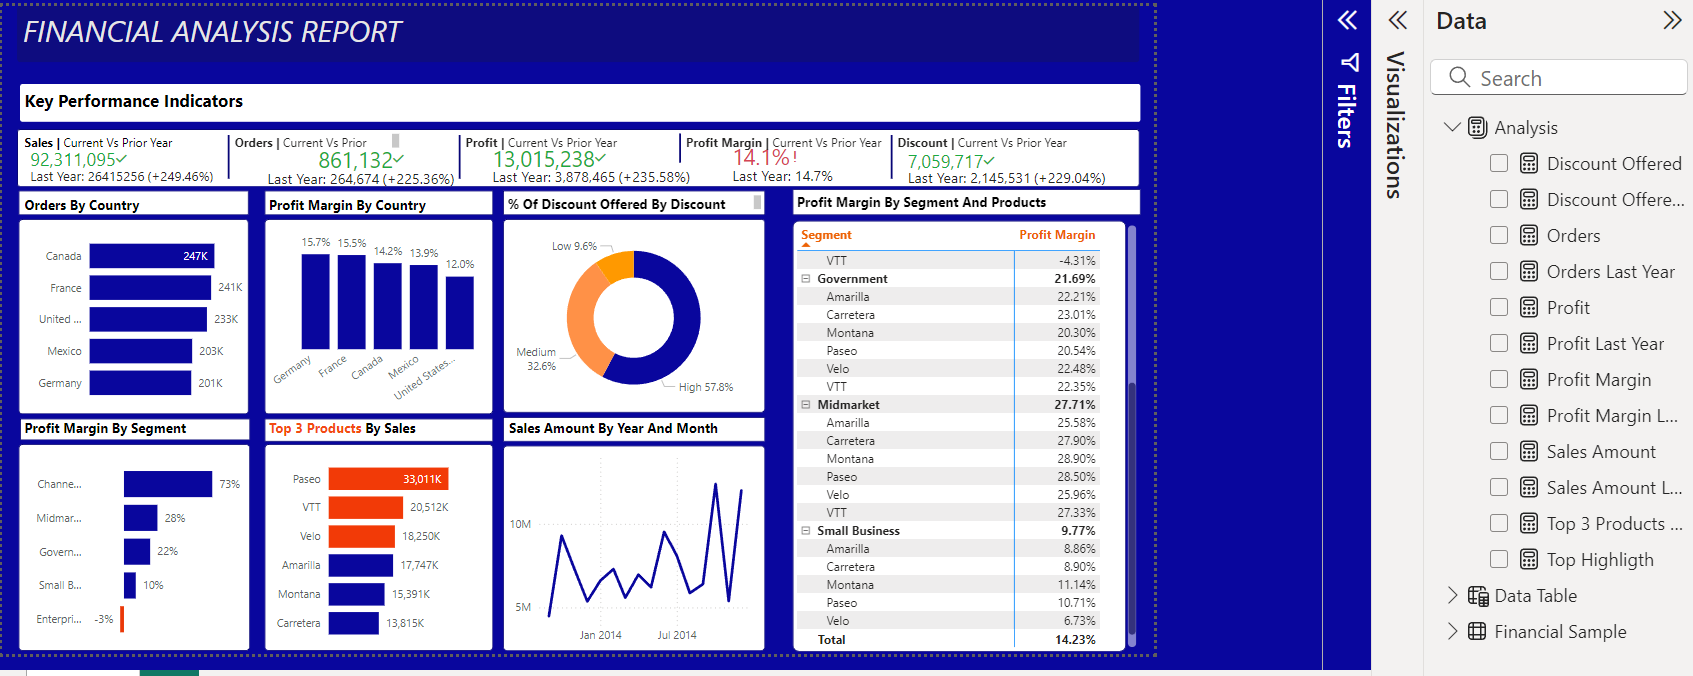 FINANCIAL ANALYSIS REPORT
Key Performance Indicators
Sales | Current Vs Prior Year
92,311,095✓
Last Year: 26415256 (+249.46%)
Orders | Current Vs Prior
861,132✓
Last Year: 264,674 (+225.36%)
Profit | Current Vs Prior Year
13,015,238✓
Last Year: 3,878,465 (+235.58%)
Profit Margin | Current Vs Prior Year
14.1%!
Last Year: 14.7%
Discount | Current Vs Prior Year
7,059,717✓
Last Year: 2,145,531 (+229.04%)
Orders By Country
Canada 247K
France 241K
United ... 233K
Mexico 203K
Germany 201K
Profit Margin By Country
15.7% 15.5% 14.2% 13.9% 12.0%
Germany France Canada Mexico United States...
% Of Discount Offered By Discount
Low 9.6%
Medium
32.6%
High 57.8%
Profit Margin By Segment And Products
Segment Profit Margin
VTT -4.31%
Government 21.69%
Amarilla 22.21%
Carretera 23.01%
Montana 20.30%
Paseo 20.54%
Velo 22.48%
VTT 22.35%
Midmarket 27.71%
Amarilla 25.58%
Carretera 27.90%
Montana 28.90%
Paseo 28.50%
Velo 25.96%
VTT 27.33%
Small Business 9.77%
Amarilla 8.86%
Carretera 8.90%
Montana 11.14%
Paseo 10.71%
Velo 6.73%
Total 14.23%
Profit Margin By Segment
Channe... 73%
Midmar... 28%
Govern... 22%
Small B... 10%
Enterpri... -3%
Top 3 Products By Sales
Paseo 33,011K
VTT 20,512K
Velo 18,250K
Amarilla 17,747K
Montana 15,391K
Carretera 13,815K
Sales Amount By Year And Month
10M
5M
Jan 2014 Jul 2014
Filters
Visualizations
Data
Search
Analysis
Discount Offered
Discount Offere...
Orders
Orders Last Year
Profit
Profit Last Year
Profit Margin
Profit Margin L...
Sales Amount
Sales Amount L...
Top 3 Products ...
Top Highligth
Data Table
Financial Sample